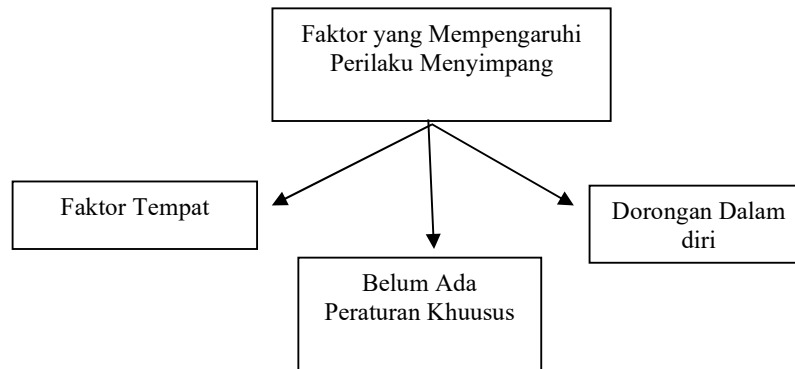 Faktor yang Mempengaruhi
Perilaku Menyimpang
Faktor Tempat
Dorongan Dalam
diri
Belum Ada
Peraturan Khuusus